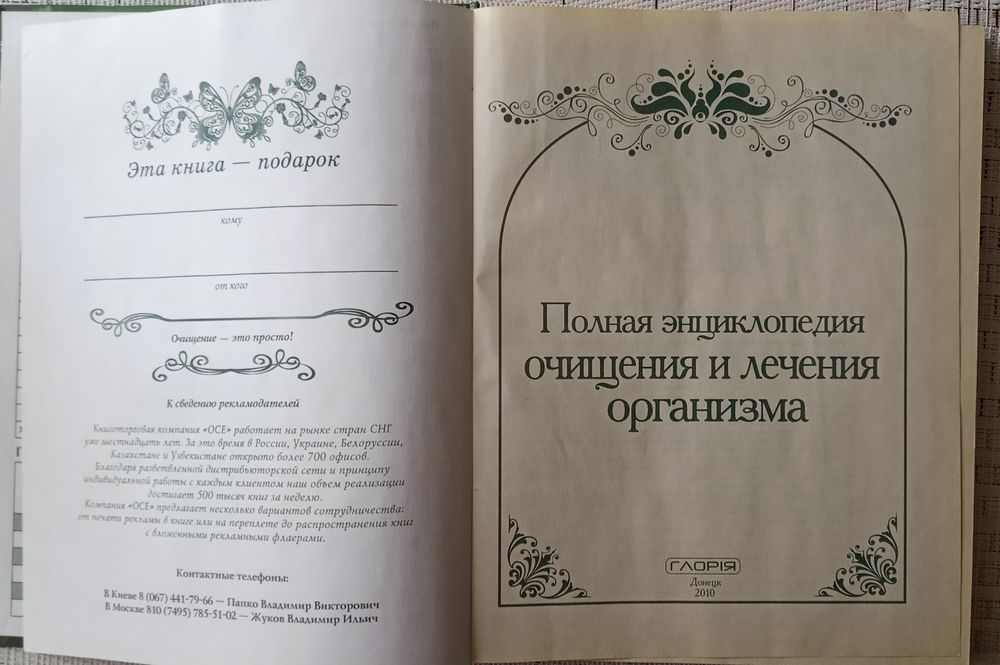 Эта книга — подарок
кому
от кого
Очищение — это просто!
К сведению рекламодателей
Книготорговая компания «ОСЕ» работает на рынке стран СНГ
уже шестнадцать лет. За это время в России, Украине, Белоруссии,
Казахстане и Узбекистане открыто более 700 офисов.
Благодаря разветвленной дистрибьюторской сети и принципу
индивидуальной работы с каждым клиентом наш объем реализации
достигает 500 тысяч книг за неделю.
Компания «ОСЕ» предлагает несколько вариантов сотрудничества:
от печати рекламы в книге или на переплете до распространения книг
с вложенными рекламными флаерами.
Контактные телефоны:
В Киеве 8 (067) 441-79-66 — Папко Владимир Викторович
В Москве 810 (7495) 785-51-02 — Жуков Владимир Ильич
Полная энциклопедия
очищения и лечения
организма
ГЛОРІЯ
Донецк
2010